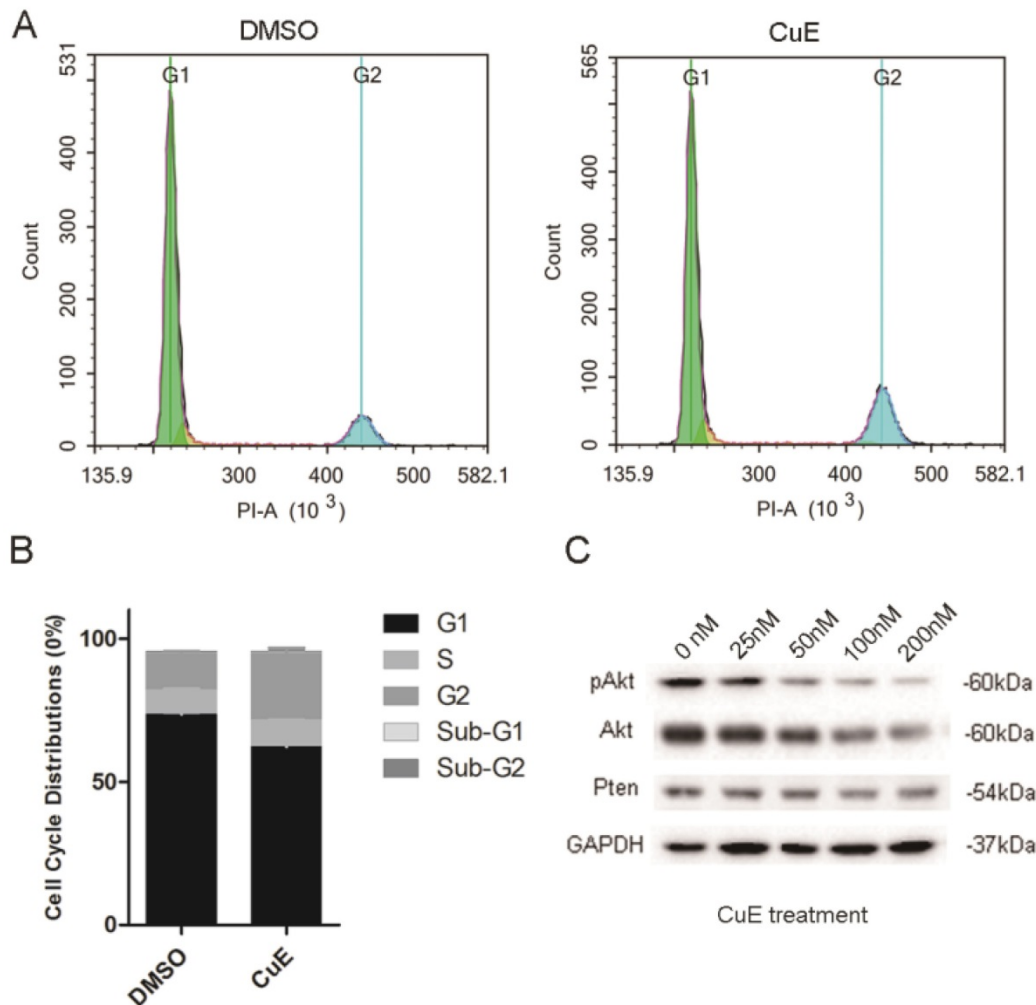 A
DMSO
531
G1
G2
400
300
200
100
0
Count
135.9
300
400
500
582.1
PI-A (10 3)
CuE
565
G1
G2
400
300
200
100
0
Count
135.9
300
400
500
582.1
PI-A (10 3)
B
Cell Cycle Distributions (0%)
100
50
0
DMSO
CuE
G1
S
G2
Sub-G1
Sub-G2
C
0 nM 25nM 50nM 100nM 200nM
pAkt -60kDa
Akt -60kDa
Pten -54kDa
GAPDH -37kDa
CuE treatment